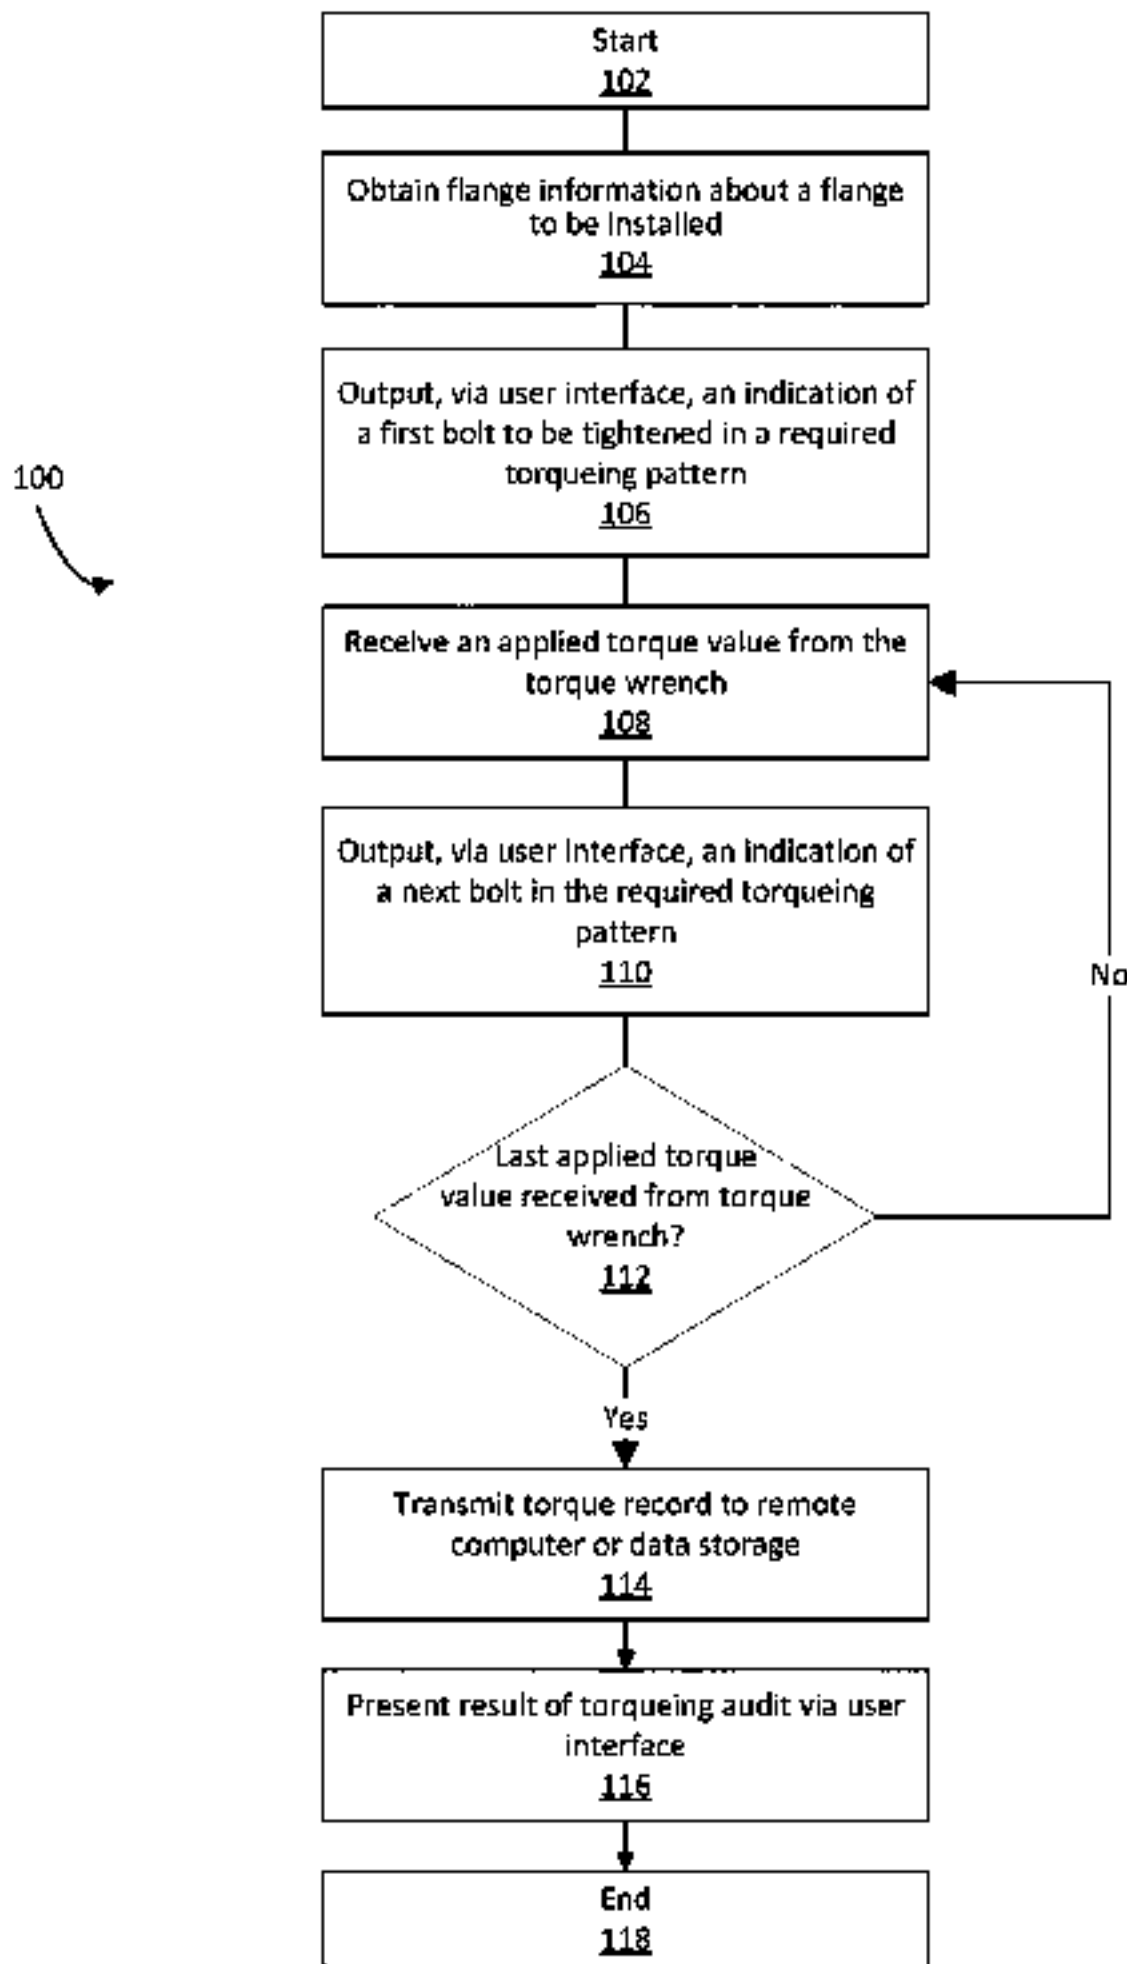 Start
102
Obtain flange information about a flange
to be installed
104
Output, via user interface, an indication of
a first bolt to be tightened in a required
torqueing pattern
106
100
Receive an applied torque value from the
torque wrench
108
Output, via user interface, an indication of
a next bolt in the required torqueing
pattern
110
No
Last applied torque
value received from torque
wrench?
112
Yes
Transmit torque record to remote
computer or data storage
114
Present result of torqueing audit via user
interface
116
End
118